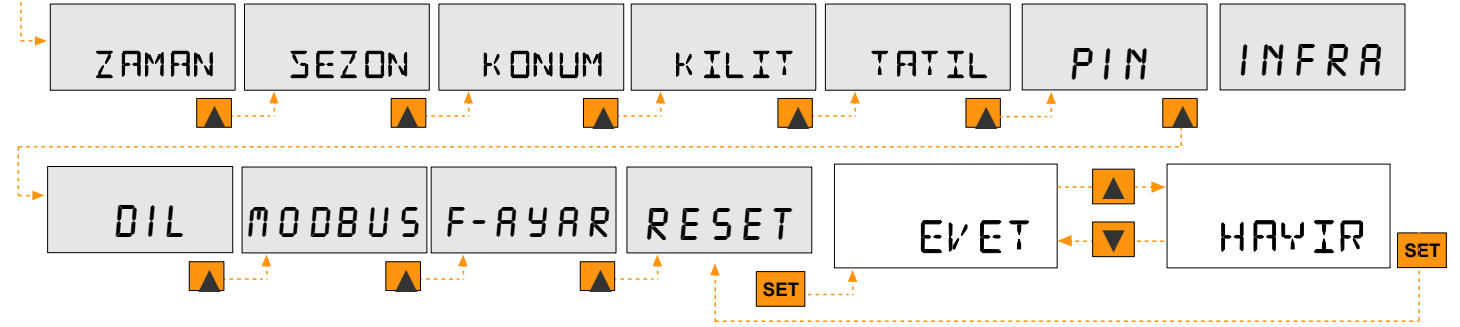 ZAMAN SEZON KONUM KILIT TATIL PIN INFRA
DIL MODBUS F-AYAR RESET EVET HAYIR SET
SET